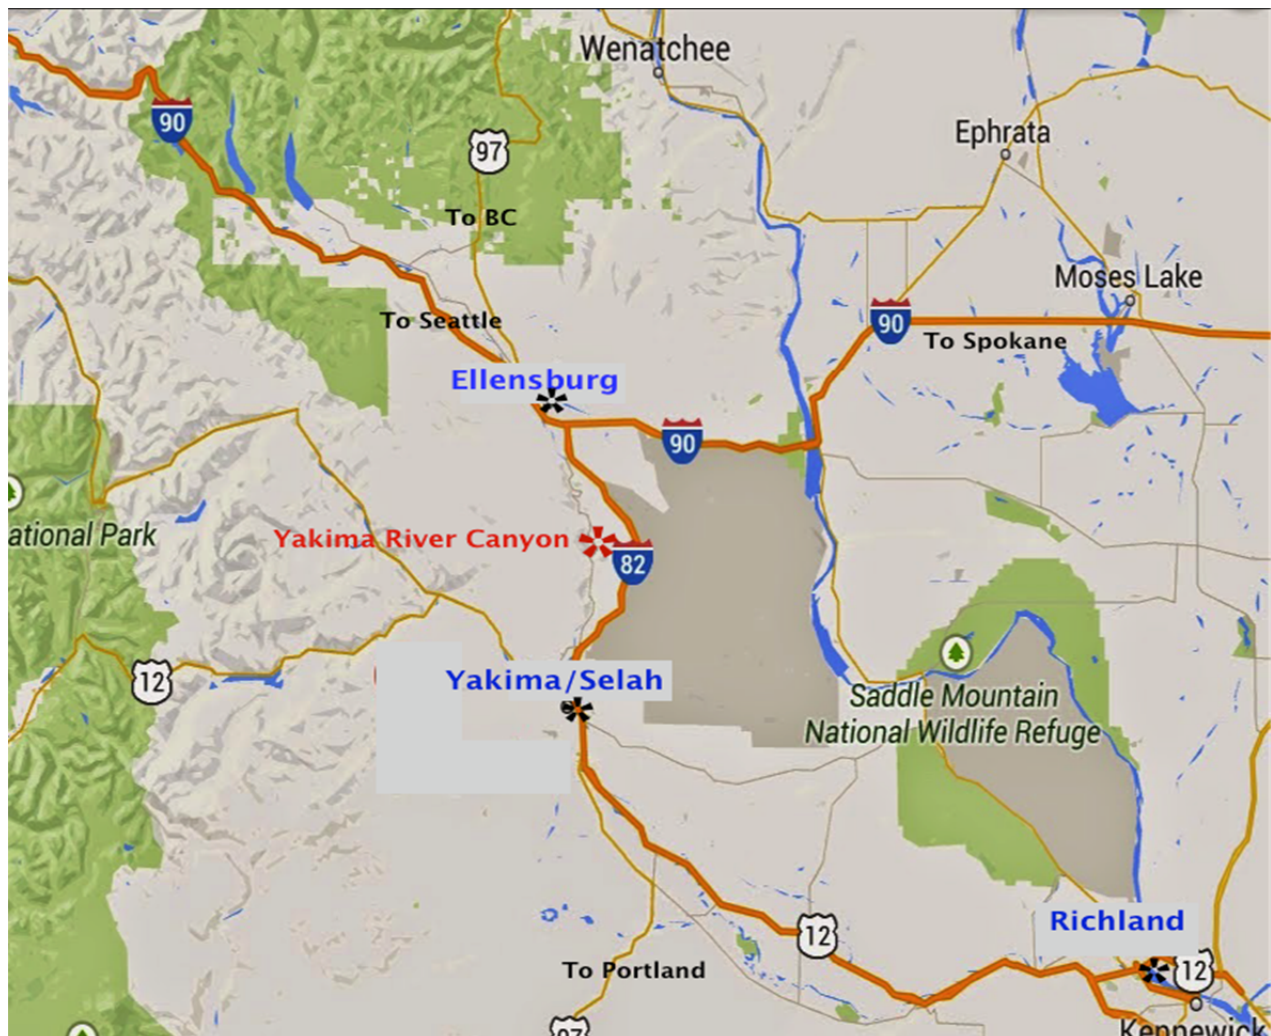 Wenatchee
90
Ephrata
97
To BC
Moses Lake
90
To Seattle
To Spokane
Ellensburg
90
ational Park
Yakima River Canyon
82
12
Yakima/Selah
Saddle Mountain
National Wildlife Refuge
Richland
12
To Portland
12
97
Kennewick